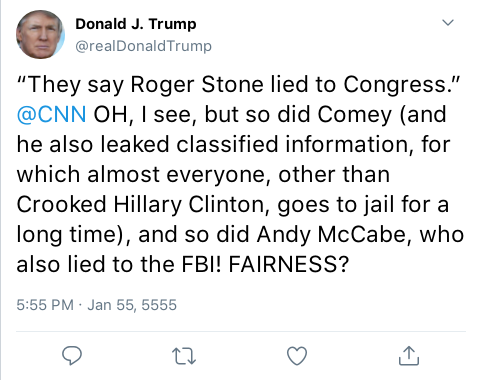 Donald J. Trump
@realDonaldTrump
“They say Roger Stone lied to Congress.”
@CNN OH, I see, but so did Comey (and
he also leaked classified information, for
which almost everyone, other than
Crooked Hillary Clinton, goes to jail for a
long time), and so did Andy McCabe, who
also lied to the FBI! FAIRNESS?
5:55 PM · Jan 55, 5555